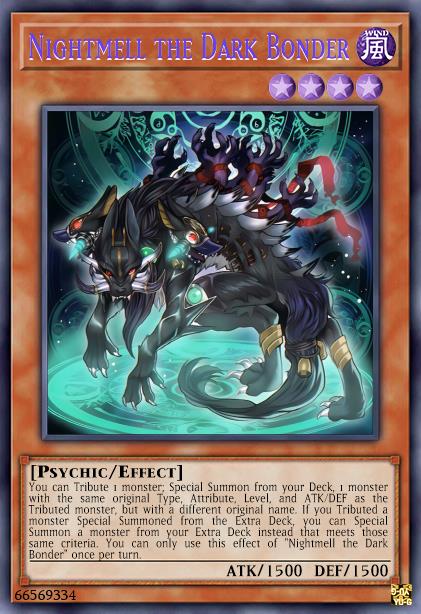 Nightmell the Dark Bonder
WIND
風
[Psychic/Effect]
You can Tribute 1 monster; Special Summon from your Deck, 1 monster
with the same original Type, Attribute, Level, and ATK/DEF as the
Tributed monster, but with a different original name. If you Tributed a
monster Special Summoned from the Extra Deck, you can Special
Summon a monster from your Extra Deck instead that meets those
same criteria. You can only use this effect of "Nightmell the Dark
Bonder" once per turn.
ATK/1500 DEF/1500
66569334